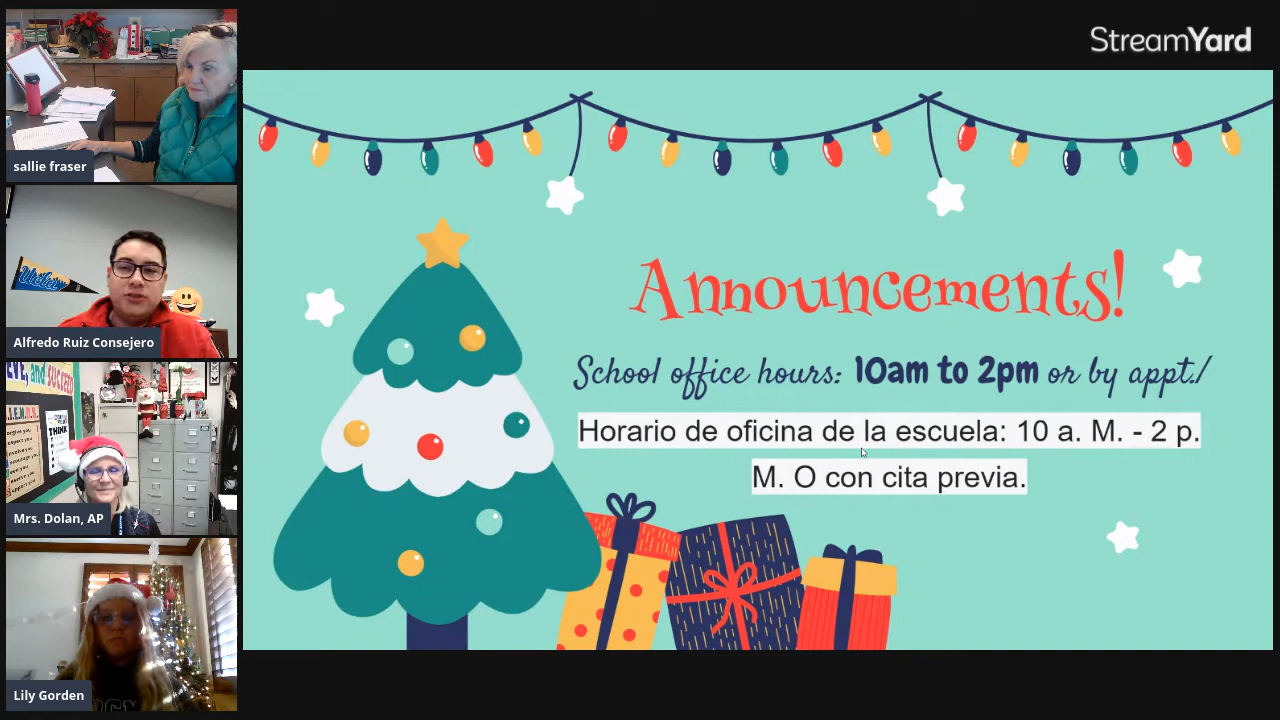 StreamYard
sallie fraser
Alfredo Ruiz Consejero
Mrs. Dolan, AP
THINK
Lily Gorden
Announcements!
School office hours: 10am to 2pm or by appt./
Horario de oficina de la escuela: 10 a. M. - 2 p.
M. O con cita previa.